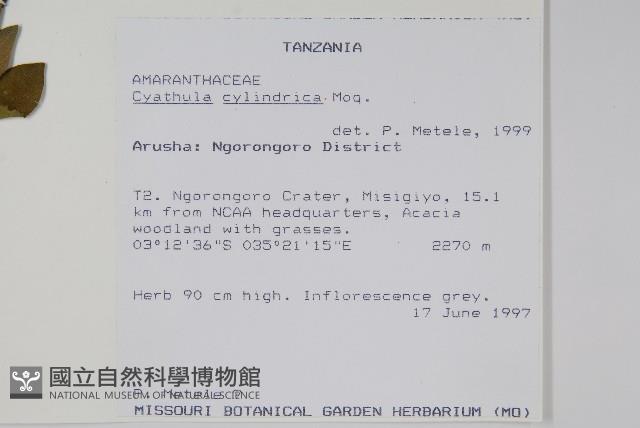 TANZANIA
AMARANTHACEAE
Cyathula cylindrica Moq.
det. P. Metele, 1999
Arusha: Ngorongoro District
T2. Ngorongoro Crater, Misigiyo, 15.1
km from NCAA headquarters, Acacia
woodland with grasses.
03°12'36"S 035°21'15"E 2270 m
Herb 90 cm high. Inflorescence grey.
17 June 1997
國立自然科學博物館
NATIONAL MUSEUM OF NATURAL SCIENCE
MISSOURI BOTANICAL GARDEN HERBARIUM (MO)